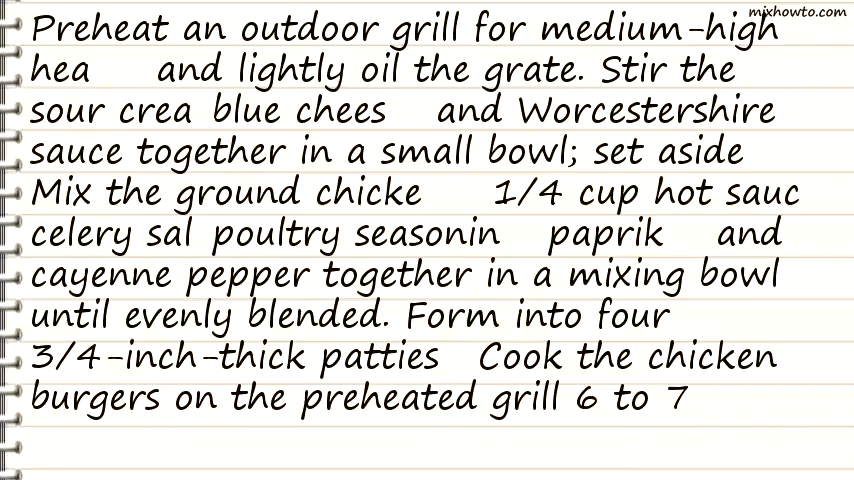 mixhowto.com
Preheat an outdoor grill for medium-high
hea and lightly oil the grate. Stir the
sour crea blue chees and Worcestershire
sauce together in a small bowl; set aside
Mix the ground chicke 1/4 cup hot sauc
celery sal poultry seasonin paprik and
cayenne pepper together in a mixing bowl
until evenly blended. Form into four
3/4-inch-thick patties Cook the chicken
burgers on the preheated grill 6 to 7